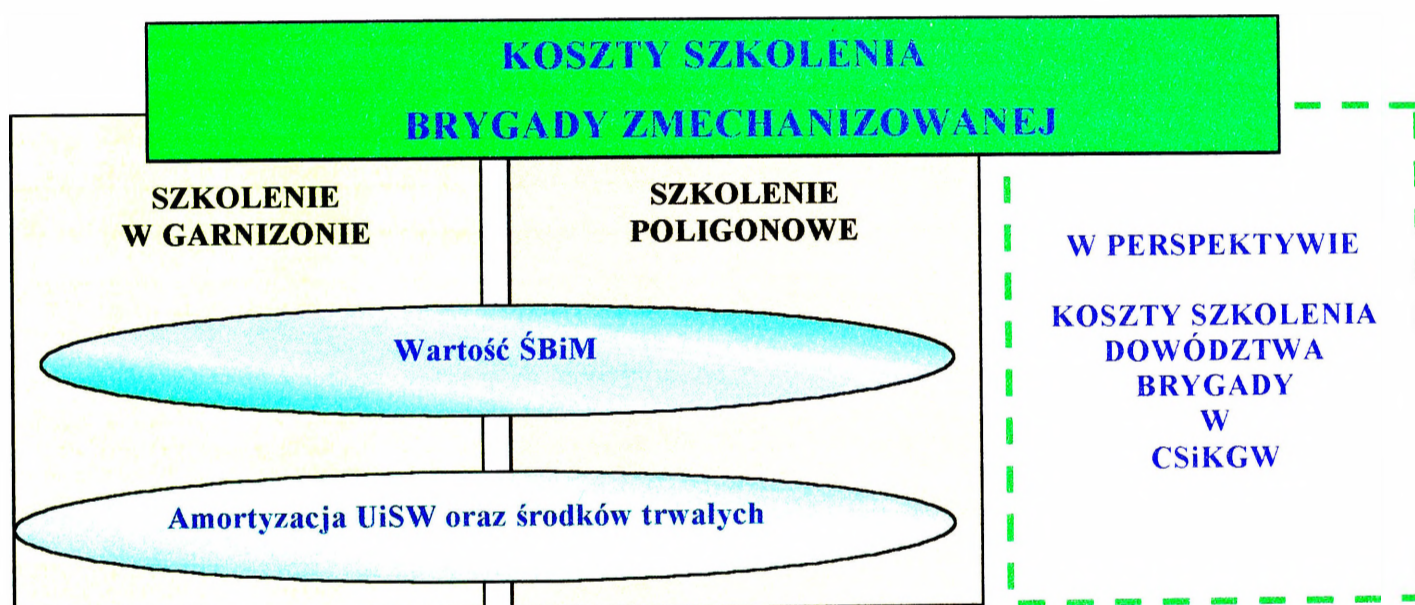 KOSZTY SZKOLENIA
BRYGADY ZMECHANIZOWANEJ
SZKOLENIE
W GARNIZONIE
SZKOLENIE
POLIGONOWE
Wartość ŚBiM
Amortyzacja UiSW oraz środków trwałych
W PERSPEKTYWIE
KOSZTY SZKOLENIA
DOWÓDZTWA
BRYGADY
W
CSiKGW